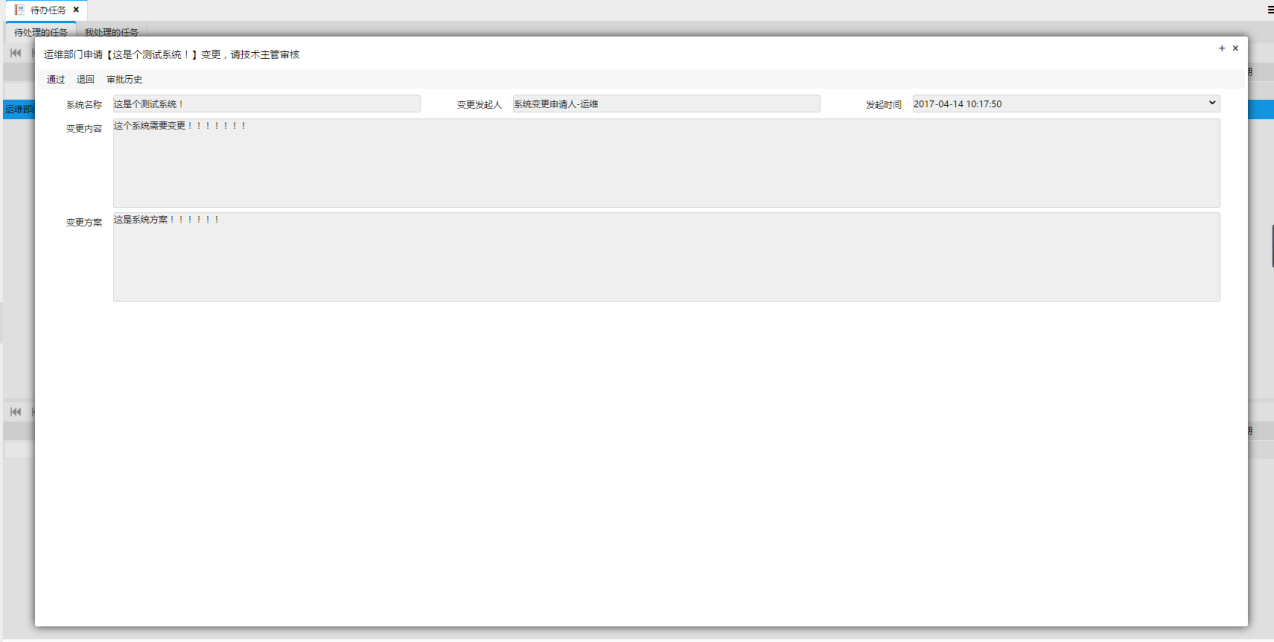 待办任务 ×
待处理的任务 我处理的任务
运维部门申请【这是个测试系统！】变更，请技术主管审核
通过 退回 审批历史
系统名称 这是个测试系统！ 变更发起人 系统变更申请人-运维 发起时间 2017-04-14 10:17:50
变更内容 这个系统需要变更！！！！！！！
变更方案 这是系统方案！！！！！！
运维部